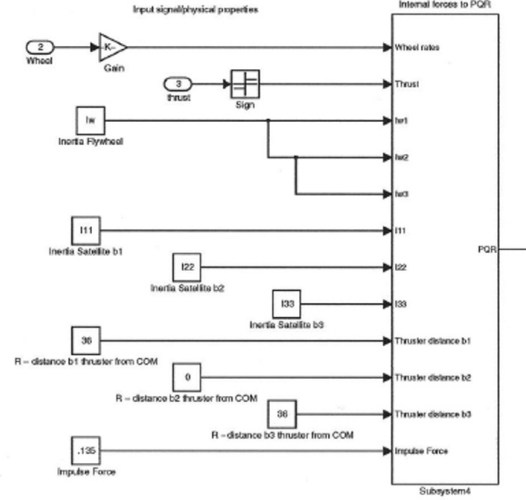 Input signal/physical properties
Internal forces to PQR
2
Wheel
-K-
Gain
Wheel rates
3
thrust
Sign
Thrust
Iw
Inertia Flywheel
Iw1
Iw2
Iw3
I11
Inertia Satellite b1
I11
I22
Inertia Satellite b2
I22
I33
Inertia Satellite b3
I33
PQR
36
R – distance b1 thruster from COM
Thruster distance b1
0
R – distance b2 thruster from COM
Thruster distance b2
36
R – distance b3 thruster from COM
Thruster distance b3
.135
Impulse Force
Impulse Force
Subsystem4